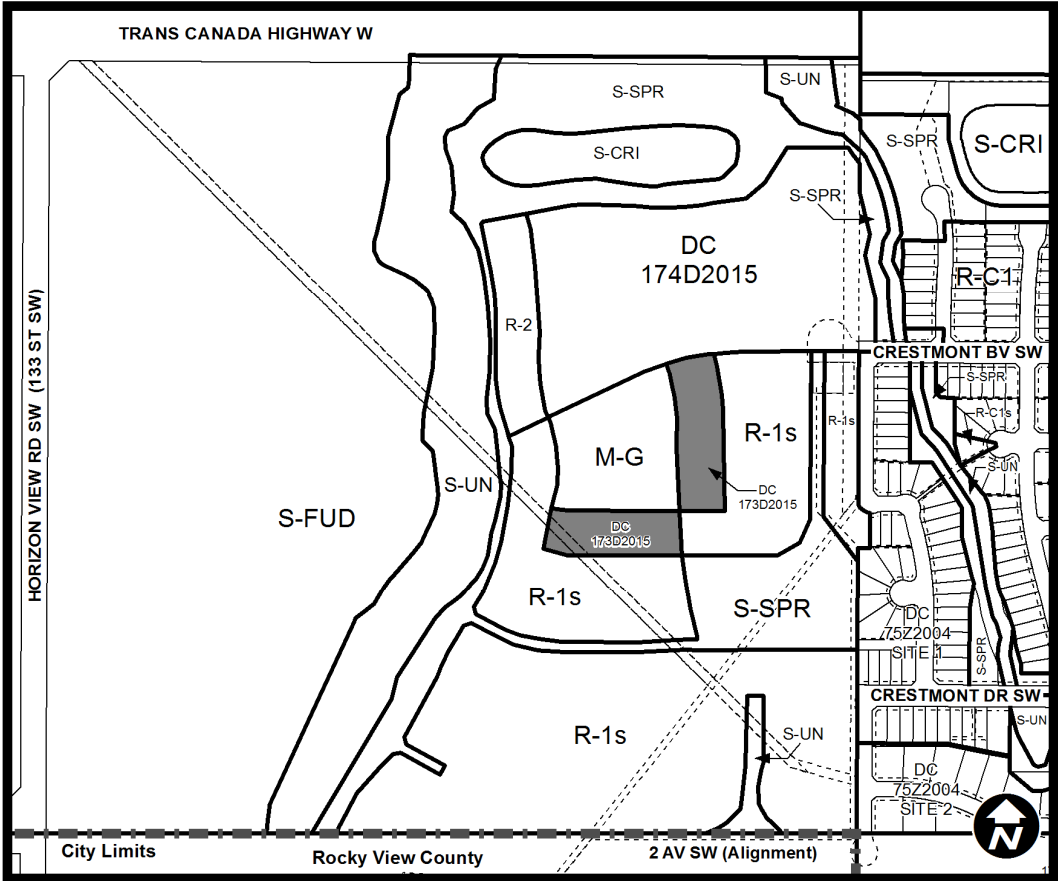 TRANS CANADA HIGHWAY W
S-UN
S-SPR
S-SPR
S-CRI
S-CRI
S-SPR
DC
174D2015
R-C1
HORIZON VIEW RD SW (133 ST SW)
R-2
CRESTMONT BV SW
S-SPR
R-C1s
R-1s
R-1s
M-G
S-UN
S-UN
DC
173D2015
S-FUD
DC
173D2015
R-1s
S-SPR
DC
75Z2004
SITE 1
S-SPR
CRESTMONT DR SW
S-UN
R-1s
S-UN
DC
75Z2004
SITE 2
N
City Limits
Rocky View County
2 AV SW (Alignment)